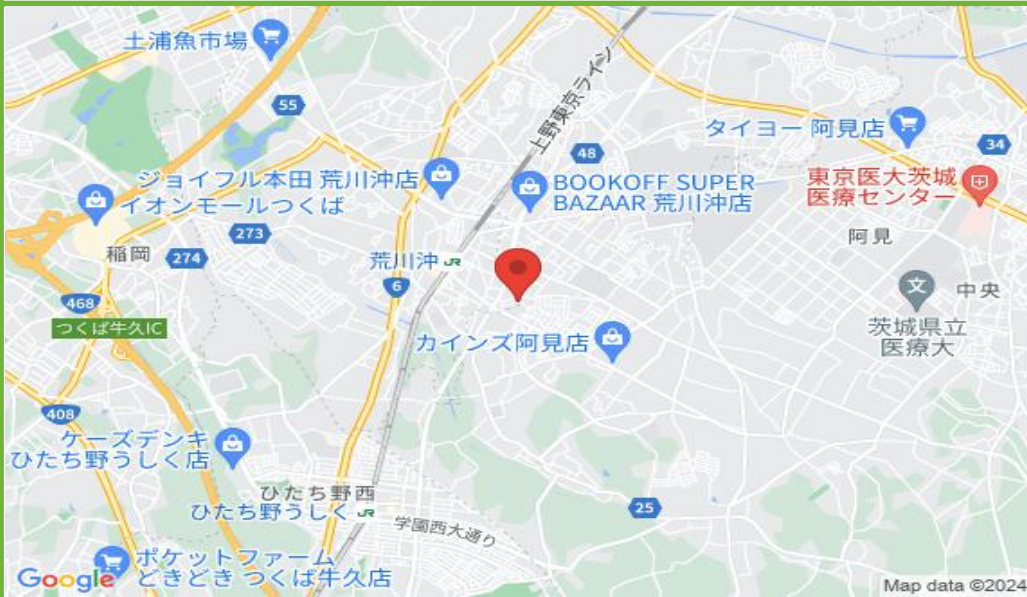 土浦魚市場
55
上野東京ライン
48
タイヨー 阿見店
34
ジョイフル本田 荒川沖店
イオンモールつくば
BOOKOFF SUPER
BAZAAR 荒川沖店
東京医大茨城
医療センター
273
阿見
稲岡
274
荒川沖 JR
6
中央
468
つくば牛久IC
カインズ阿見店
茨城県立
医療大
408
ケーズデンキ
ひたち野うしく店
ひたち野西
ひたち野うしく JR
25
学園西大通り
ポケットファーム
どきどき つくば牛久店
Google
Map data ©2024